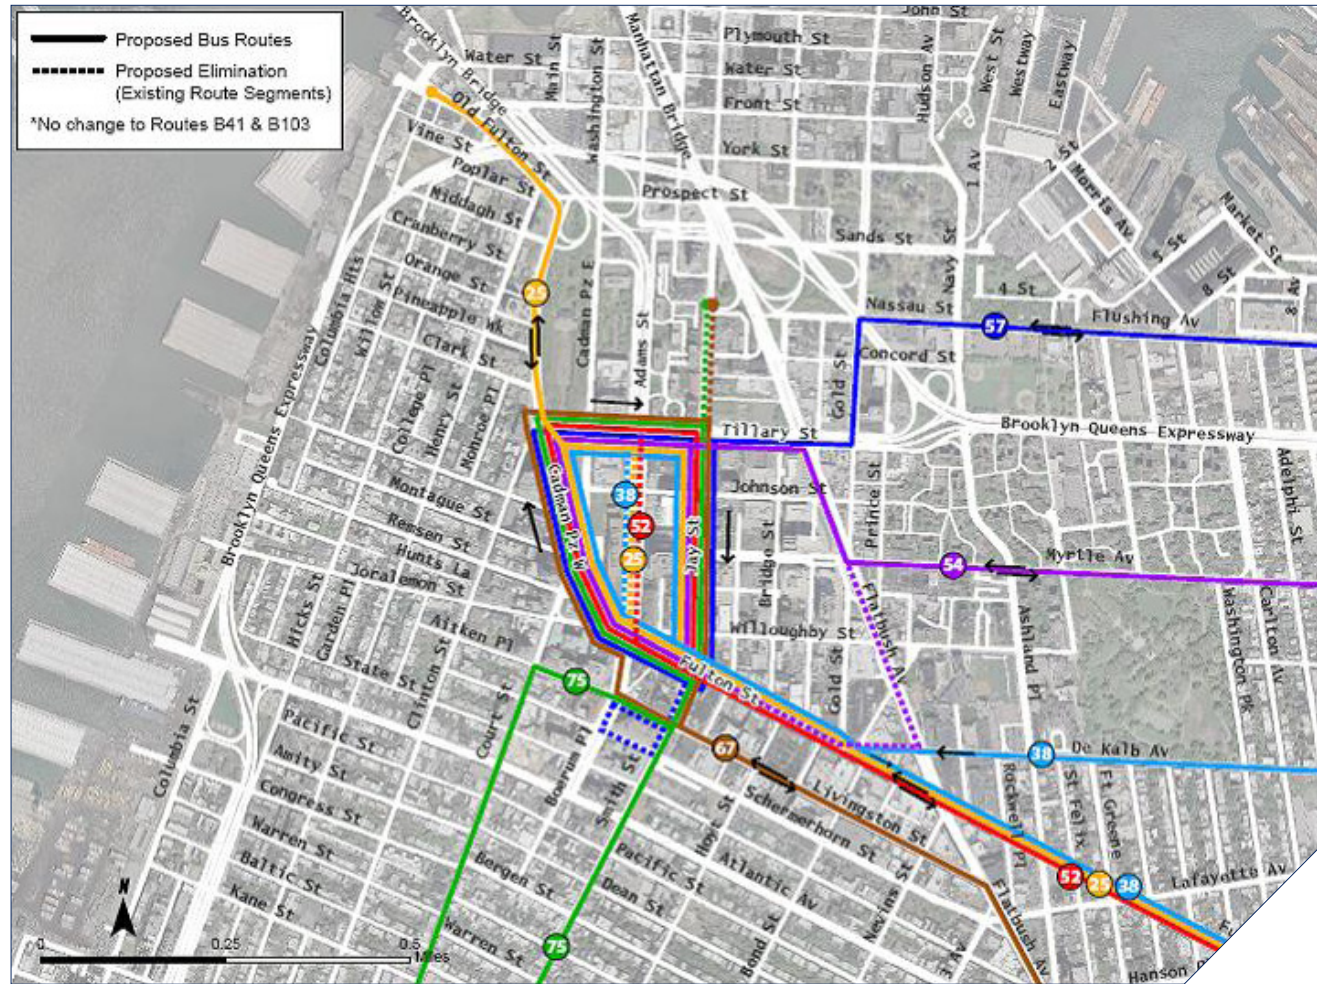 Proposed Bus Routes
Proposed Elimination
(Existing Route Segments)
*No change to Routes B41 & B103
John St
Plymouth St
Water St
Front St
York St
Prospect St
Sands St
Nassau St
Concord St
Flushing Av
4 St
2 St
Morris Av
5 St
8 St
Market St
8 Av
1 Av
West St
Westway
Eastway
Hudson Av
Navy St
Manhattan Bridge
Washington St
Main St
Water St
Brooklyn Bridge
Old Fulton St
Vine St
Poplar St
Middagh St
Cranberry St
Orange St
Pineapple Wk
Clark St
Columbia Hts
Willow St
College Pl
Henry St
Monroe Pl
Cadman Pz E
Adams St
Gold St
Tillary St
Brooklyn Queens Expressway
Brooklyn Queens Expressway
Adelphi St
Johnson St
Prince St
Bridge St
Jay St
Cadman Pz W
Montague St
Remsen St
Hunts La
Joralemon St
Aitken Pl
Hicks St
Garden Pl
State St
Clinton St
Court St
Columbia St
Myrtle Av
Flatbush Av
Ashland Pl
Washington Pk
Carlton Av
Willoughby St
Gold St
Fulton St
De Kalb Av
Rockwell Pl
St Felix
Ft Greene
Lafayette Av
Hanson
Flatbush Av
3 Av
Nevins St
Bond St
Hoyt St
Livingston St
Schermerhorn St
Atlantic Av
Smith St
Boerum Pl
Pacific St
Dean St
Bergen St
Warren St
Pacific St
Amity St
Congress St
Warren St
Baltic St
Kane St
25
57
38
52
25
54
75
67
38
52
25
38
75
N
0
0.25
0.5
Miles